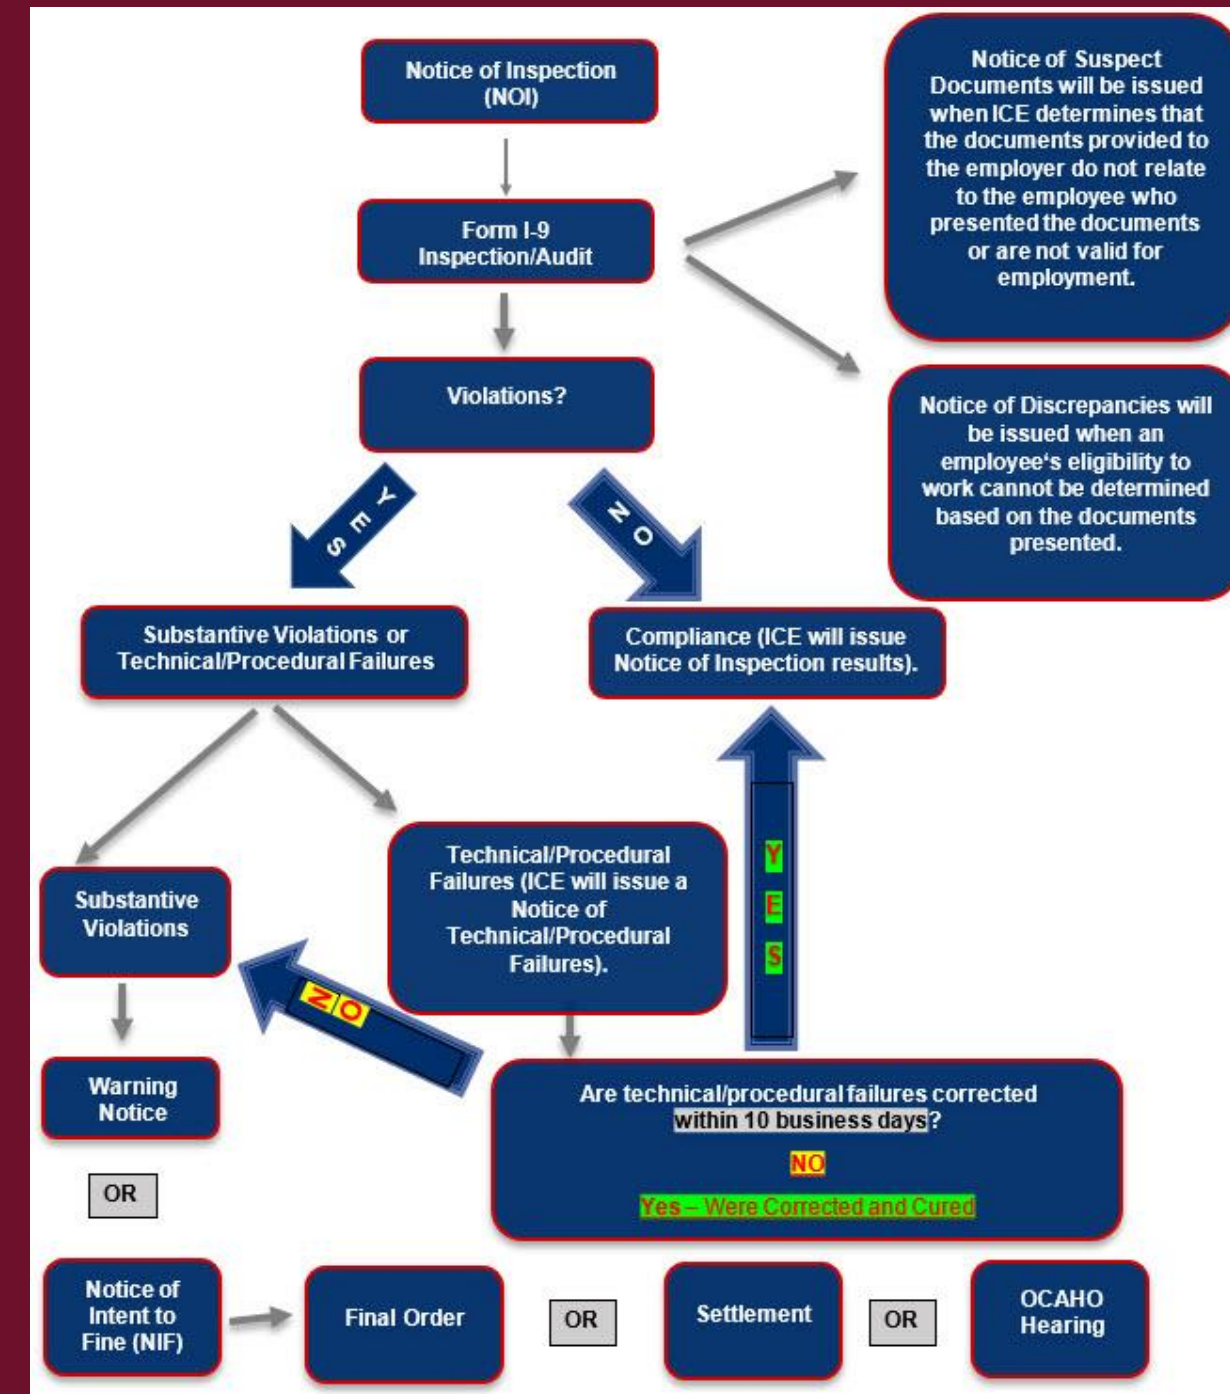 Notice of Inspection
(NOI)
Notice of Suspect
Documents will be issued
when ICE determines that
the documents provided to
the employer do not relate
to the employee who
presented the documents
or are not valid for
employment.
Form I-9
Inspection/Audit
Violations?
Notice of Discrepancies will
be issued when an
employee‘s eligibility to
work cannot be determined
based on the documents
presented.
YES
NO
Substantive Violations or
Technical/Procedural Failures
Compliance (ICE will issue
Notice of Inspection results).
Substantive
Violations
Technical/Procedural
Failures (ICE will issue a
Notice of
Technical/Procedural
Failures).
Y
E
S
NO
Warning
Notice
Are technical/procedural failures corrected
within 10 business days?
NO
Yes – Were Corrected and Cured
OR
Notice of
Intent to
Fine (NIF)
Final Order
OR
Settlement
OR
OCAHO
Hearing